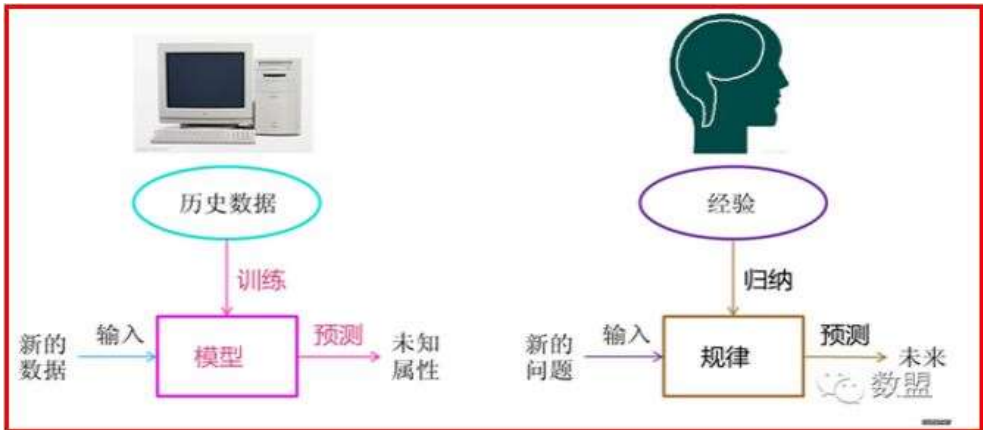 历史数据
经验
训练
归纳
新的
数据
输入
模型
预测
未知
属性
新的
问题
输入
规律
预测
未来
数盟